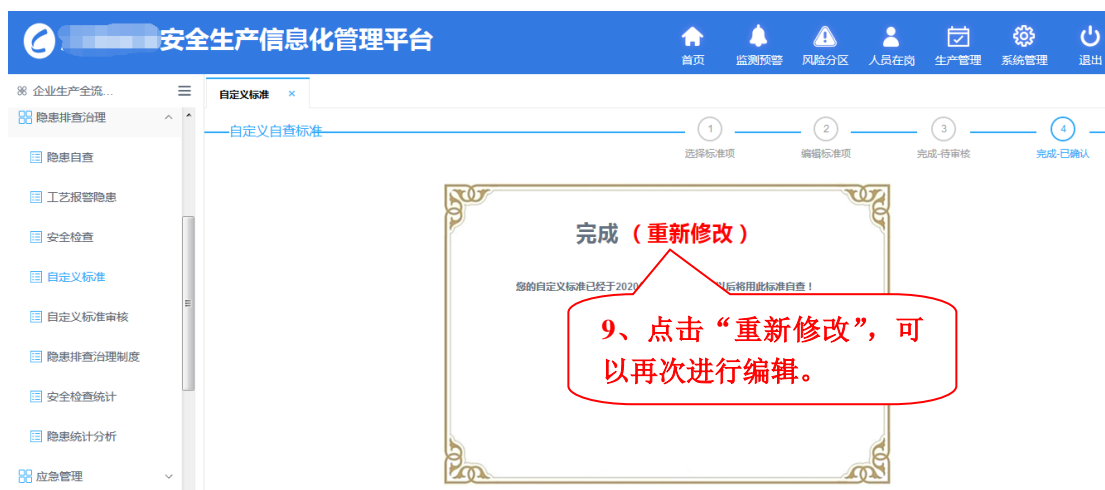 安全生产信息化管理平台
首页 监测预警 风险分区 人员在岗 生产管理 系统管理 退出
企业生产全流...
自定义标准 ×
隐患排查治理
自定义自查标准
1 2 3 4
选择标准项 编辑标准项 完成-待审核 完成-已确认
隐患自查
工艺报警隐患
安全检查
自定义标准
自定义标准审核
隐患排查治理制度
安全检查统计
隐患统计分析
应急管理
完成（重新修改）
您的自定义标准已经于2020 以后将用此标准自查！
9、点击“重新修改”，可
以再次进行编辑。